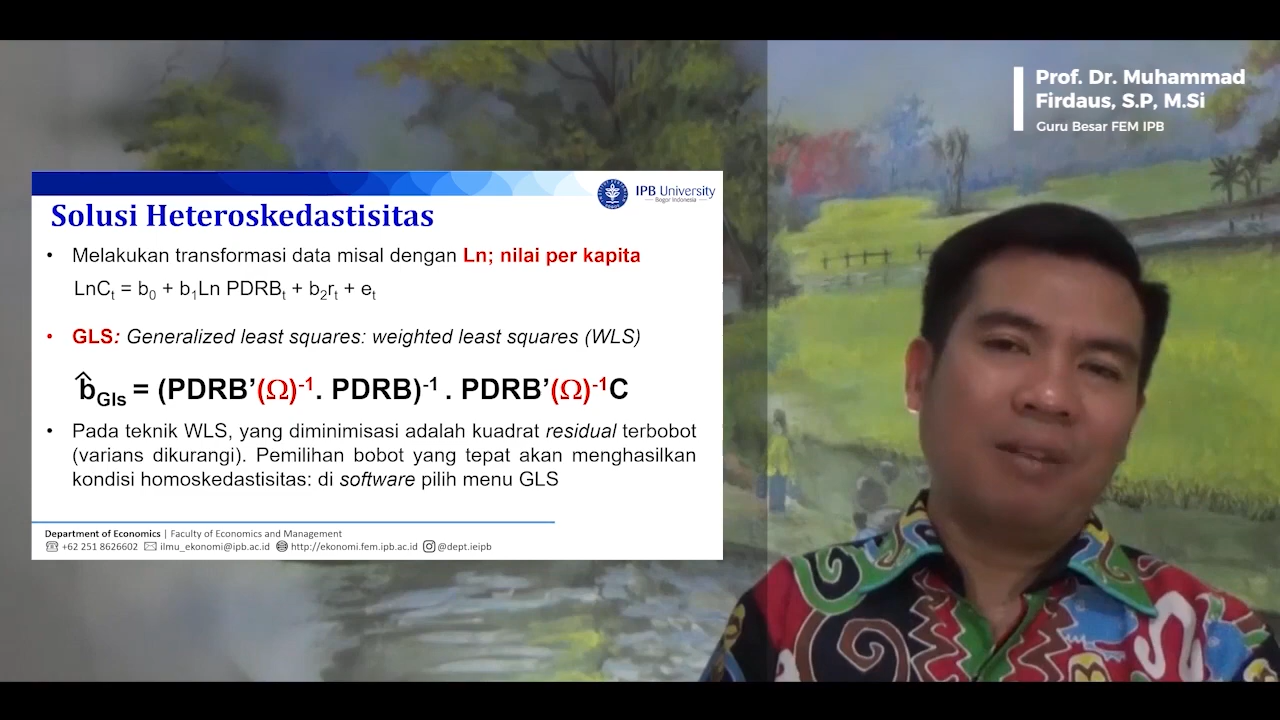 Prof. Dr. Muhammad
Firdaus, S.P, M.Si
Guru Besar FEM IPB
IPB University
Bogor Indonesia
Solusi Heteroskedastisitas
• Melakukan transformasi data misal dengan Ln; nilai per kapita
LnCt = b0 + b1Ln PDRBt + b2rt + et
• GLS: Generalized least squares: weighted least squares (WLS)
b̂Gls = (PDRB’(Ω)-1. PDRB)-1 . PDRB’(Ω)-1C
• Pada teknik WLS, yang diminimisasi adalah kuadrat residual terbobot
(varians dikurangi). Pemilihan bobot yang tepat akan menghasilkan
kondisi homoskedastisitas: di software pilih menu GLS
Department of Economics | Faculty of Economics and Management
+62 251 8626602 ilmu_ekonomi@ipb.ac.id http://ekonomi.fem.ipb.ac.id @dept.ieipb